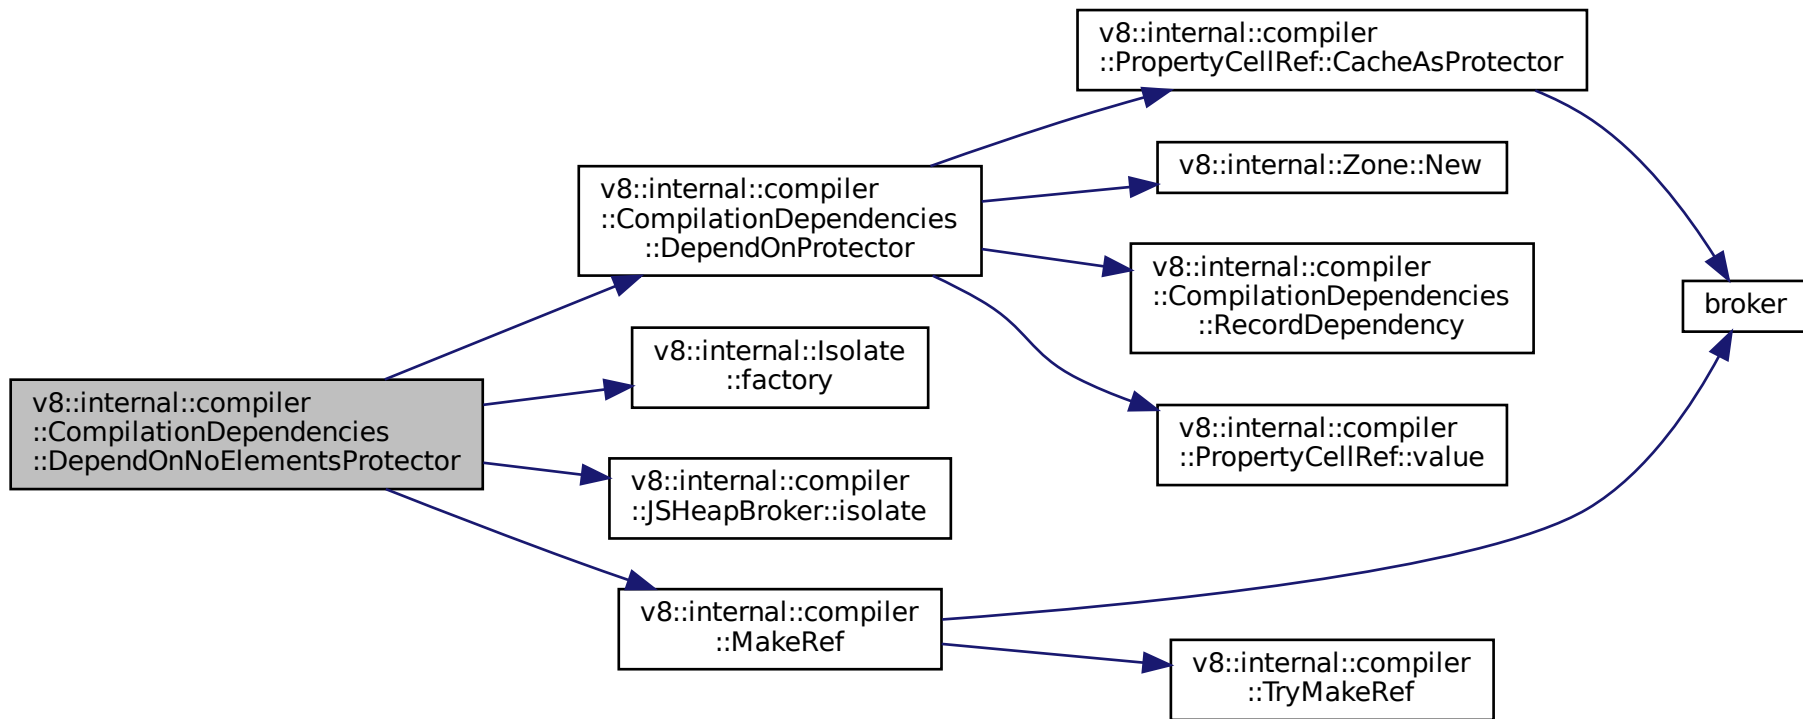 v8::internal::compiler
::PropertyCellRef::CacheAsProtector
v8::internal::Zone::New
v8::internal::compiler
::CompilationDependencies
::DependOnProtector
v8::internal::compiler
::CompilationDependencies
::RecordDependency
broker
v8::internal::Isolate
::factory
v8::internal::compiler
::CompilationDependencies
::DependOnNoElementsProtector
v8::internal::compiler
::PropertyCellRef::value
v8::internal::compiler
::JSHeapBroker::isolate
v8::internal::compiler
::MakeRef
v8::internal::compiler
::TryMakeRef